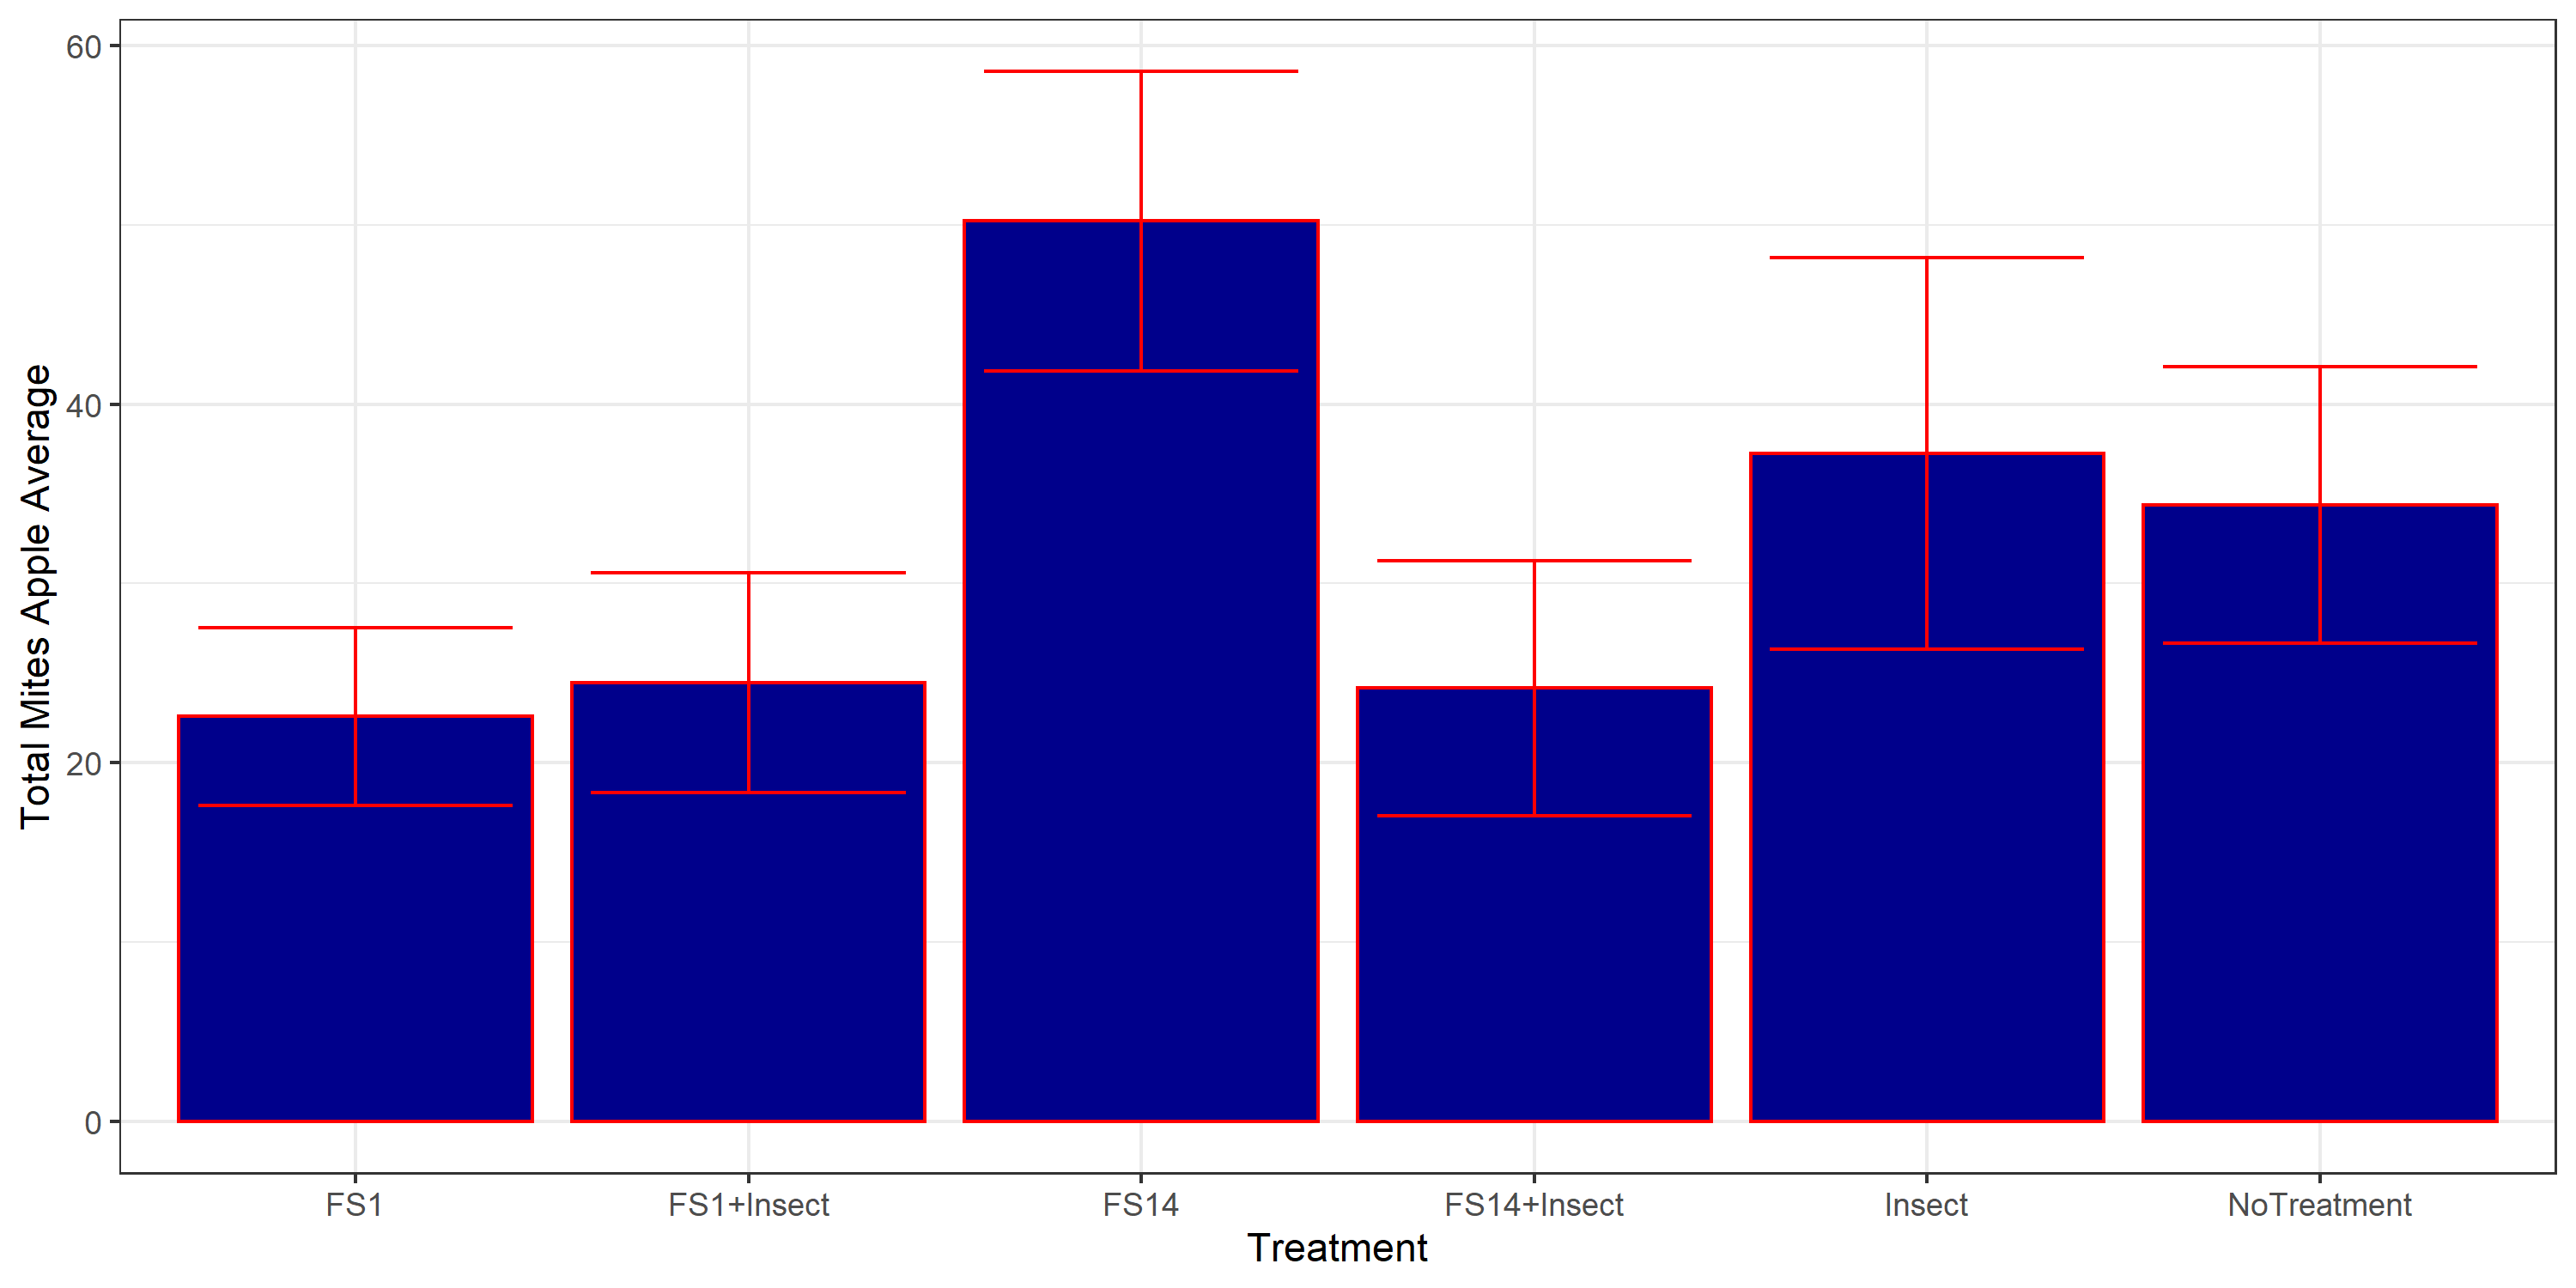 Total Mites Apple Average
60
40
20
0
FS1
FS1+Insect
FS14
FS14+Insect
Insect
NoTreatment
Treatment